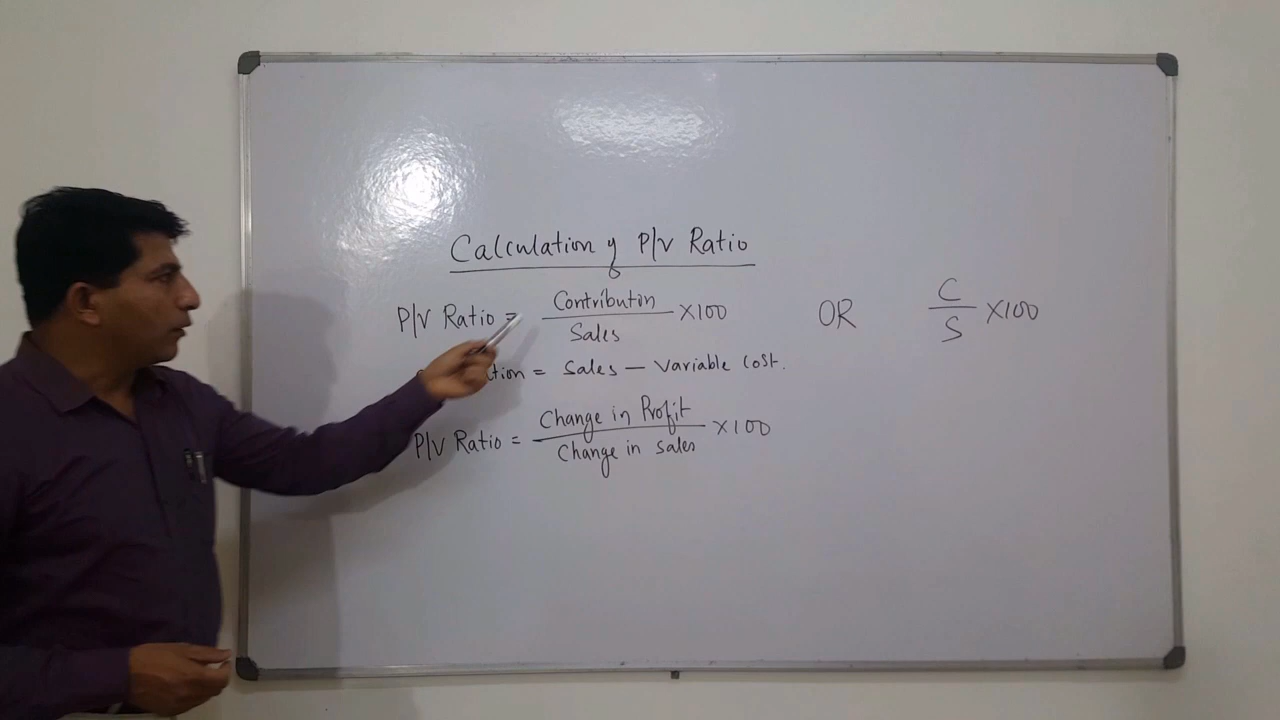 Calculation of P/V Ratio
P/V Ratio = Contributon / Sales ×100 OR C / S ×100
tion = Sales — Variable Cost.
P/V Ratio = Change in Profit / Change in sales ×100